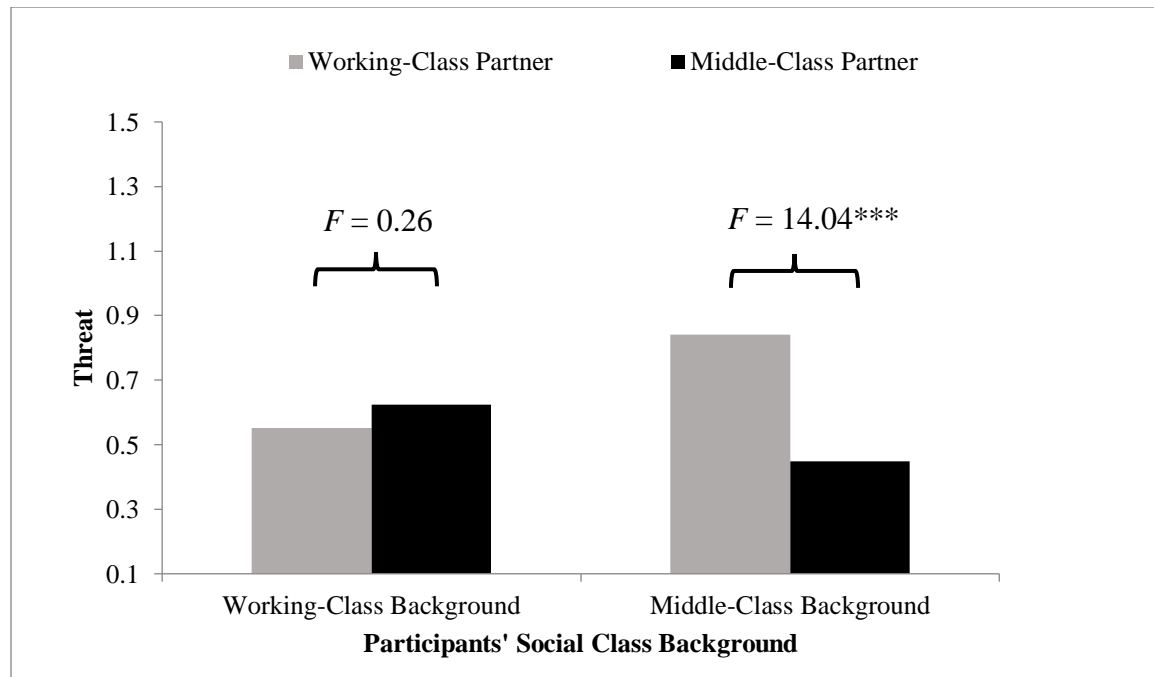 Working-Class Partner Middle-Class Partner
1.5
1.3
1.1
0.9
0.7
0.5
0.3
0.1
Threat
F = 0.26
F = 14.04***
Working-Class Background Middle-Class Background
Participants' Social Class Background